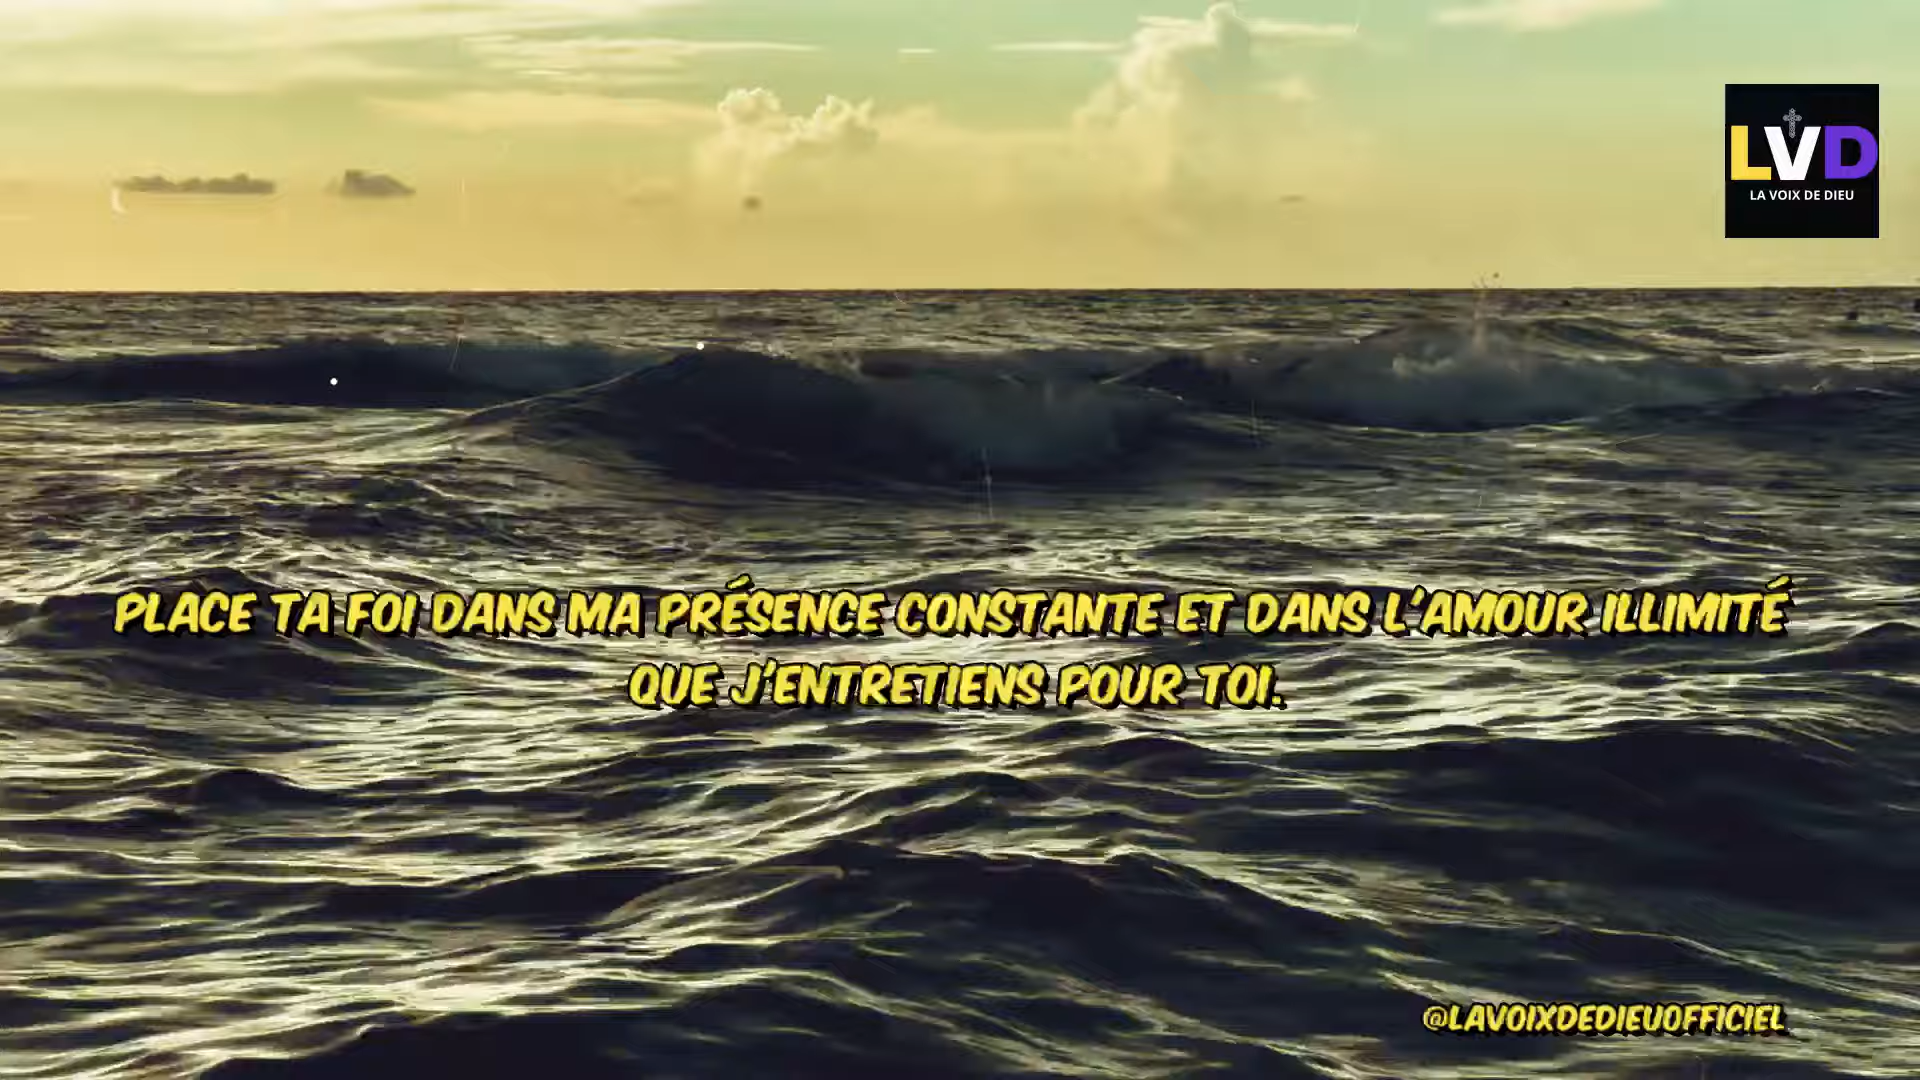 LVD
LA VOIX DE DIEU
PLACE TA FOI DANS MA PRÉSENCE CONSTANTE ET DANS L'AMOUR ILLIMITÉ
QUE J'ENTRETIENS POUR TOI.
@LAVOIXDEDIEUOFFICIEL